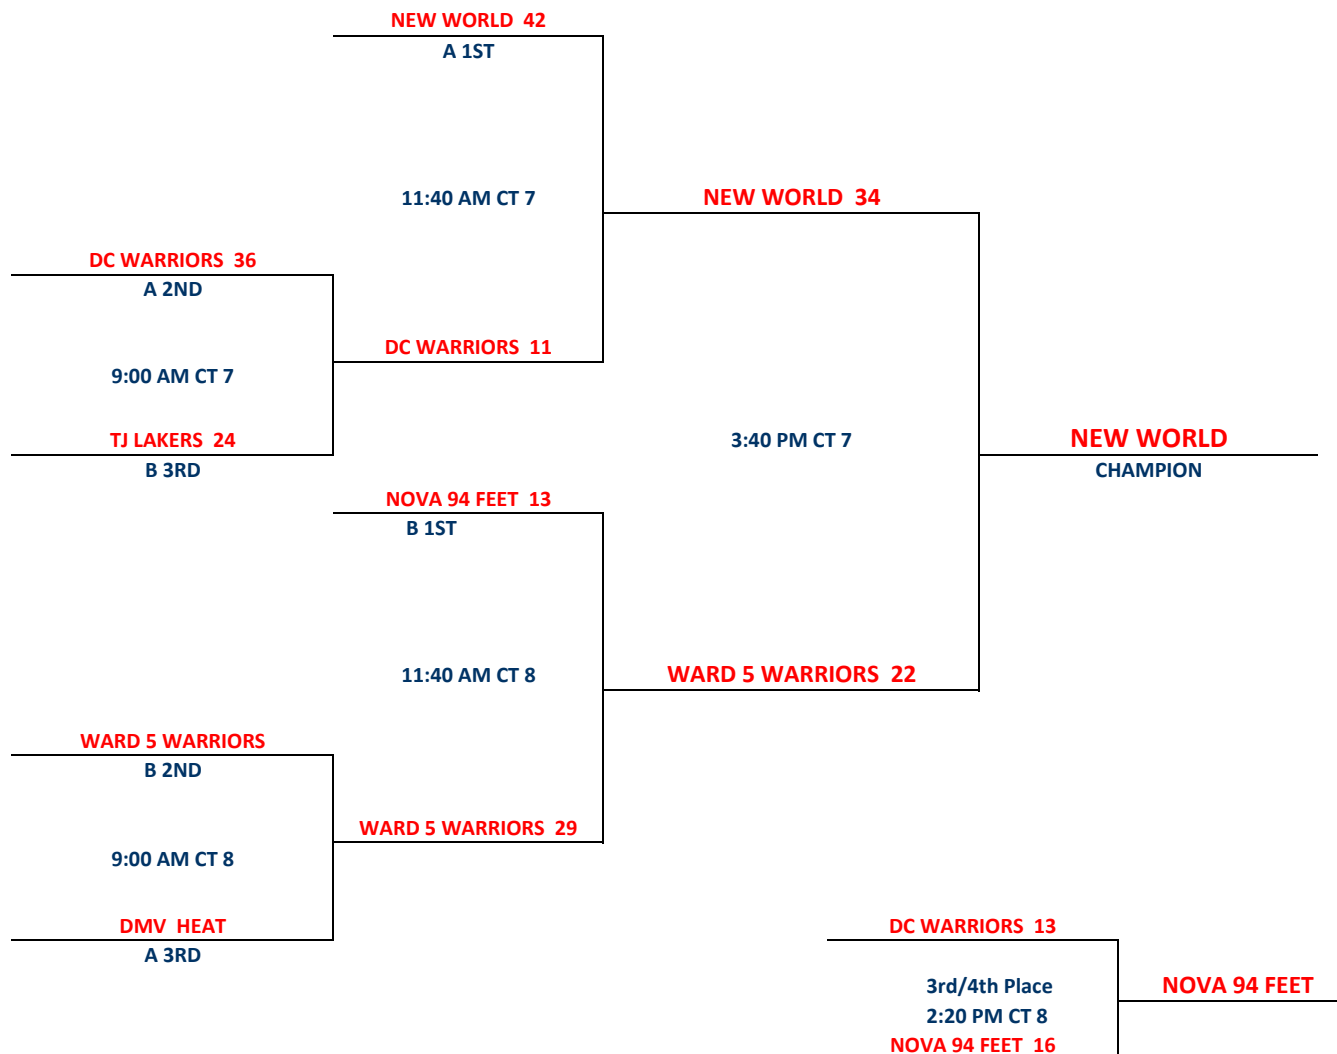 NEW WORLD 42
A 1ST
11:40 AM CT 7
NEW WORLD 34
DC WARRIORS 36
A 2ND
DC WARRIORS 11
9:00 AM CT 7
TJ LAKERS 24
B 3RD
3:40 PM CT 7
NEW WORLD
CHAMPION
NOVA 94 FEET 13
B 1ST
11:40 AM CT 8
WARD 5 WARRIORS 22
WARD 5 WARRIORS
B 2ND
WARD 5 WARRIORS 29
9:00 AM CT 8
DMV HEAT
A 3RD
DC WARRIORS 13
3rd/4th Place
2:20 PM CT 8
NOVA 94 FEET
NOVA 94 FEET 16